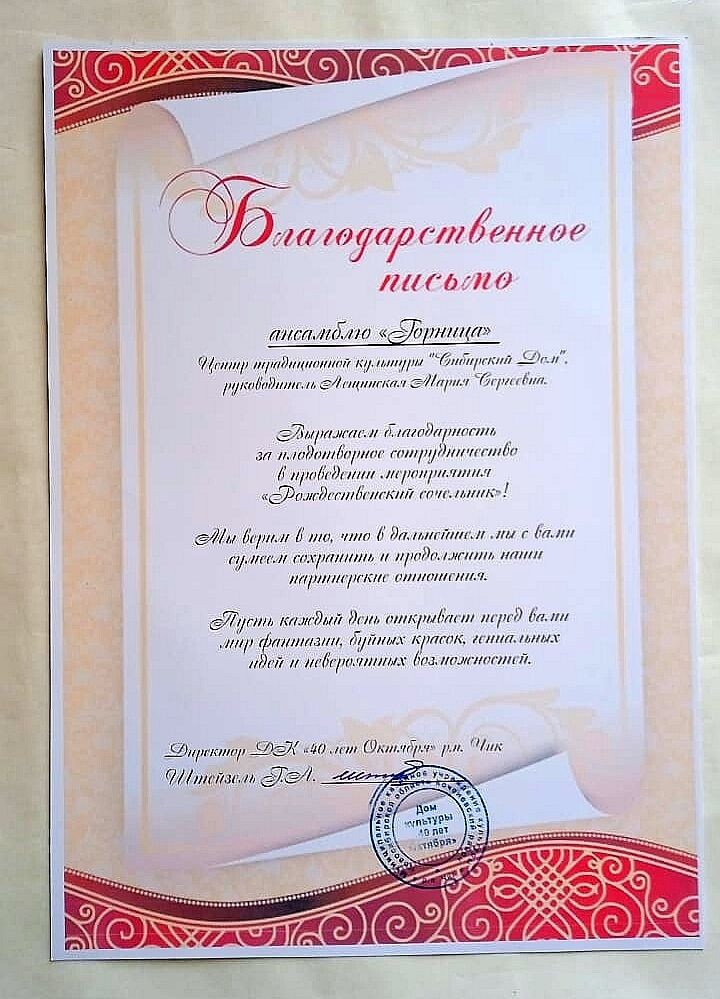 Благодарственное
письмо
ансамблю «Горница»
Центр традиционной культуры "Сибирский Дом",
руководитель Лещинская Мария Сергеевна.
Выражаем благодарность
за плодотворное сотрудничество
в проведении мероприятия
«Рождественский сочельник»!
Мы верим в то, что в дальнейшем мы с вами
сумеем сохранить и продолжить наши
партнерские отношения.
Пусть каждый день открывает перед вами
мир фантазии, буйных красок, гениальных
идей и невероятных возможностей.
Директор ДК «40 лет Октября» р.п. Чик
Штейзель Г.А.
Дом
культуры
40 лет
Октября»